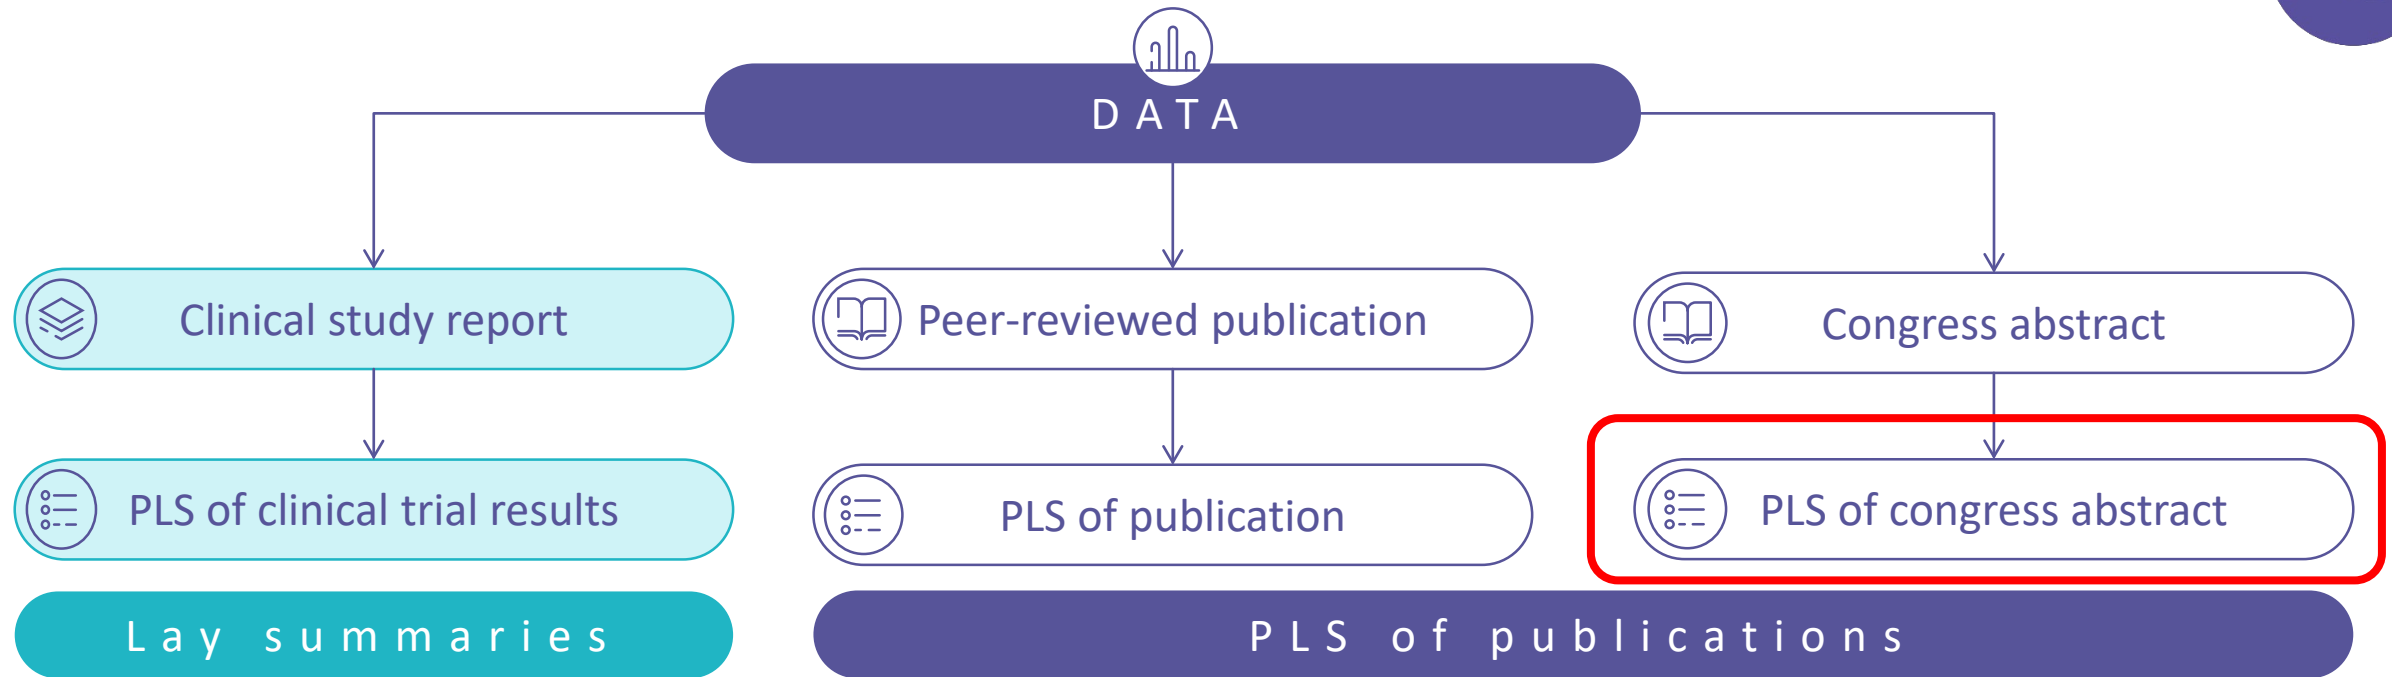 DATA
Clinical study report
Peer-reviewed publication
Congress abstract
PLS of clinical trial results
PLS of publication
PLS of congress abstract
Lay summaries
PLS of publications